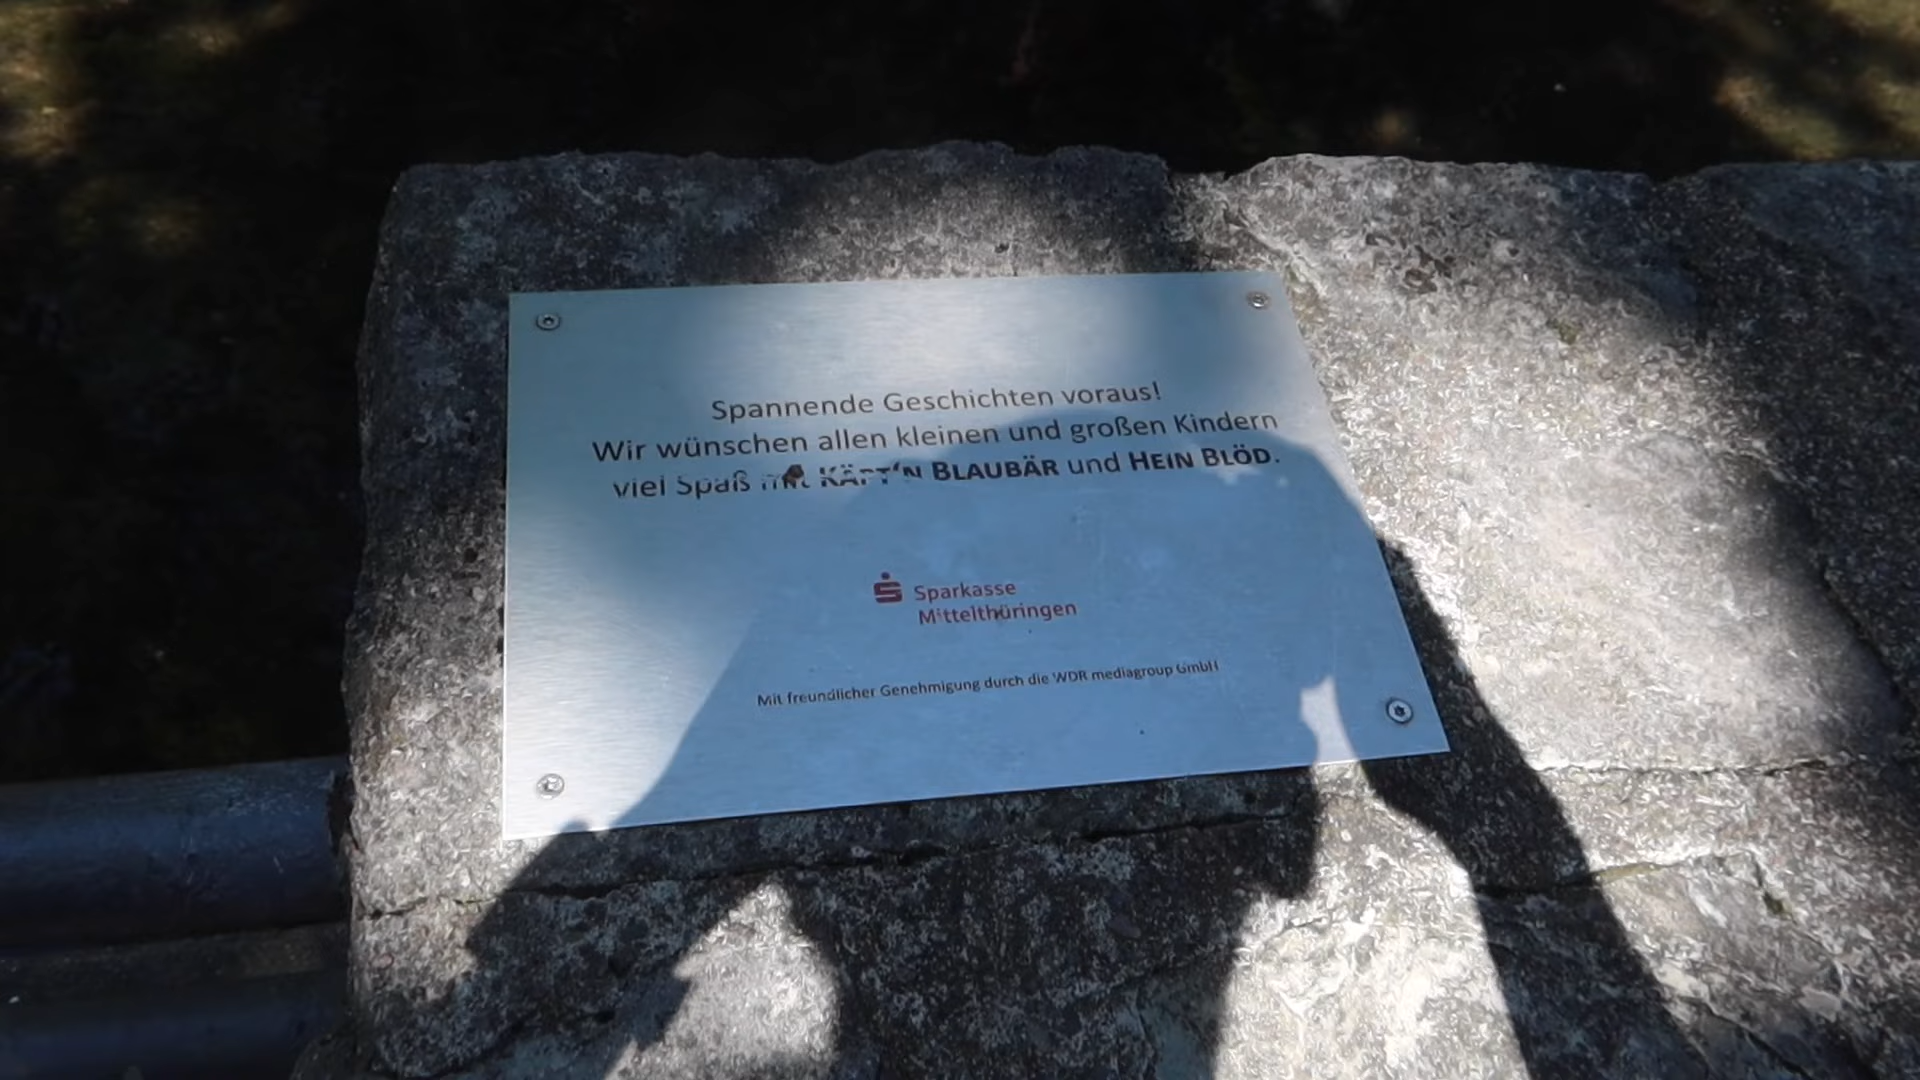 Spannende Geschichten voraus!
Wir wünschen allen kleinen und großen Kindern
viel Spaß mit KÄPT'N BLAUBÄR und HEIN BLÖD.
Sparkasse
Mittelthüringen
Mit freundlicher Genehmigung durch die WDR mediagroup GmbH